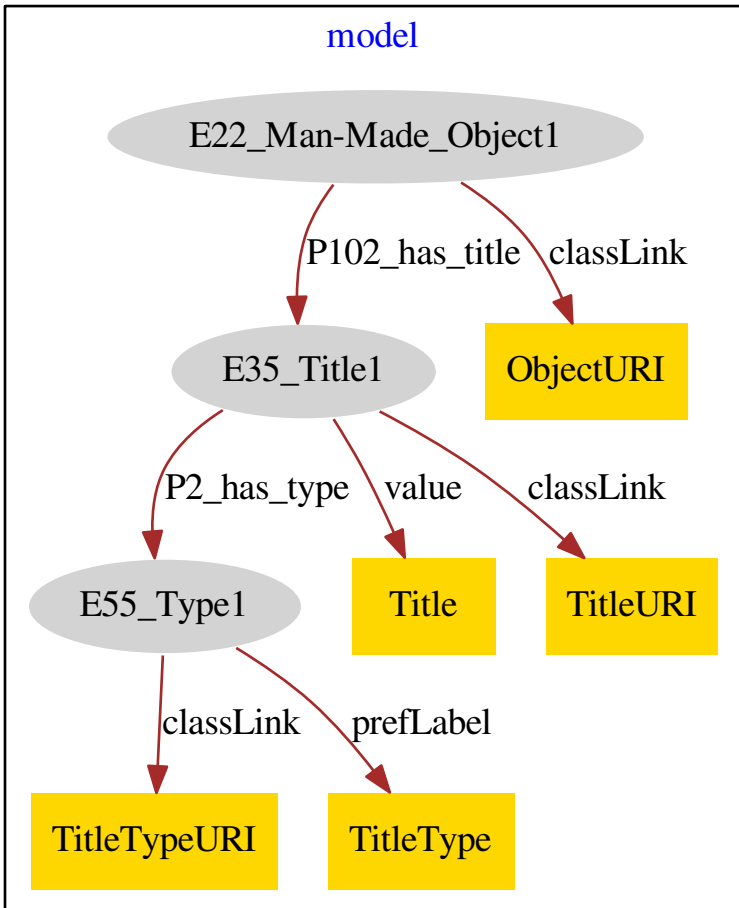 model
E22_Man-Made_Object1
P102_has_title classLink
E35_Title1 ObjectURI
P2_has_type value classLink
E55_Type1 Title TitleURI
classLink prefLabel
TitleTypeURI TitleType